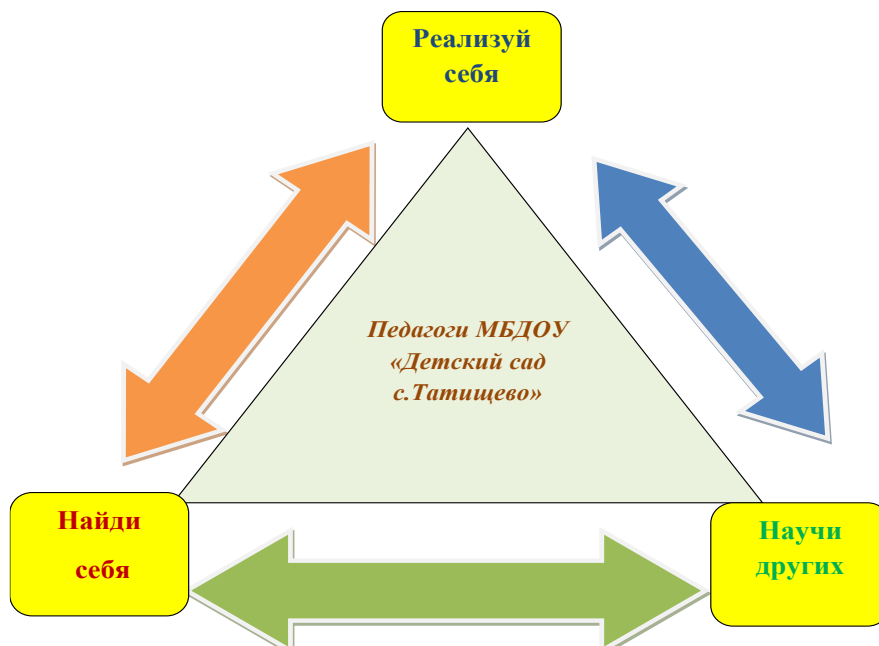 Реализуй
себя
Педагоги МБДОУ
«Детский сад
с.Татищево»
Найди
себя
Научи
других